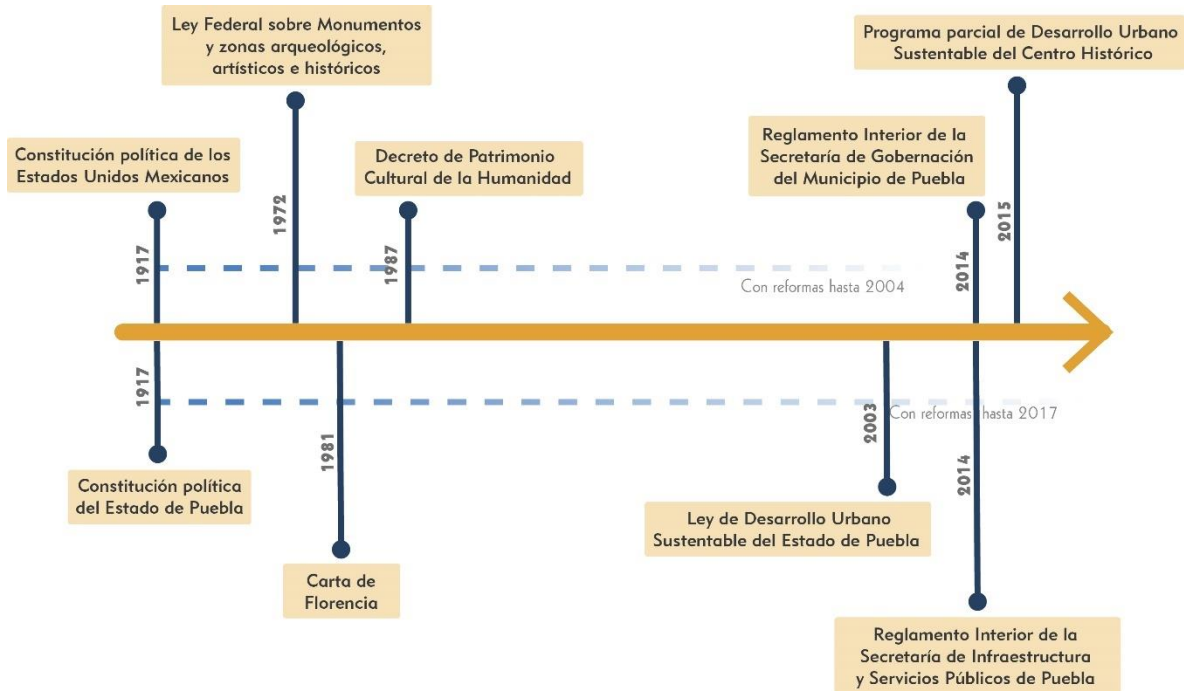 Ley Federal sobre Monumentos
y zonas arqueológicos,
artísticos e históricos
Programa parcial de Desarrollo Urbano
Sustentable del Centro Histórico
Constitución política de los
Estados Unidos Mexicanos
Decreto de Patrimonio
Cultural de la Humanidad
Reglamento Interior de la
Secretaría de Gobernación
del Municipio de Puebla
1917
1972
1987
2014
2015
Con reformas hasta 2004
1917
1981
2003
2014
Con reformas hasta 2017
Constitución política
del Estado de Puebla
Ley de Desarrollo Urbano
Sustentable del Estado de Puebla
Carta de
Florencia
Reglamento Interior de la
Secretaría de Infraestructura
y Servicios Públicos de Puebla